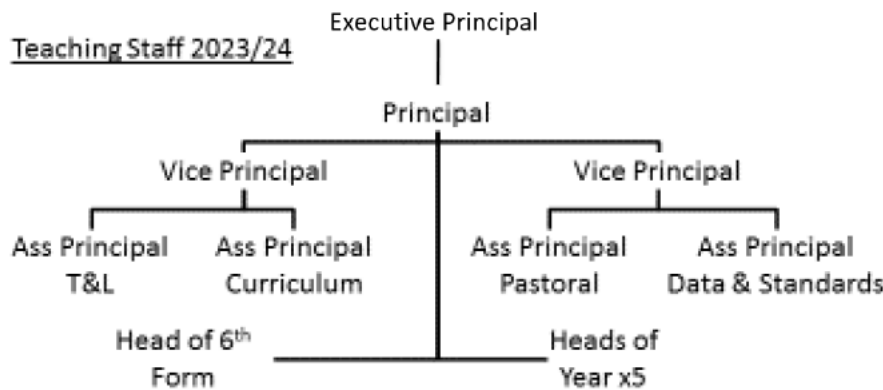 Executive Principal
Teaching Staff 2023/24
Principal
Vice Principal
Vice Principal
Ass Principal
T&L
Ass Principal
Curriculum
Ass Principal
Pastoral
Ass Principal
Data & Standards
Head of 6th
Form
Heads of
Year x5